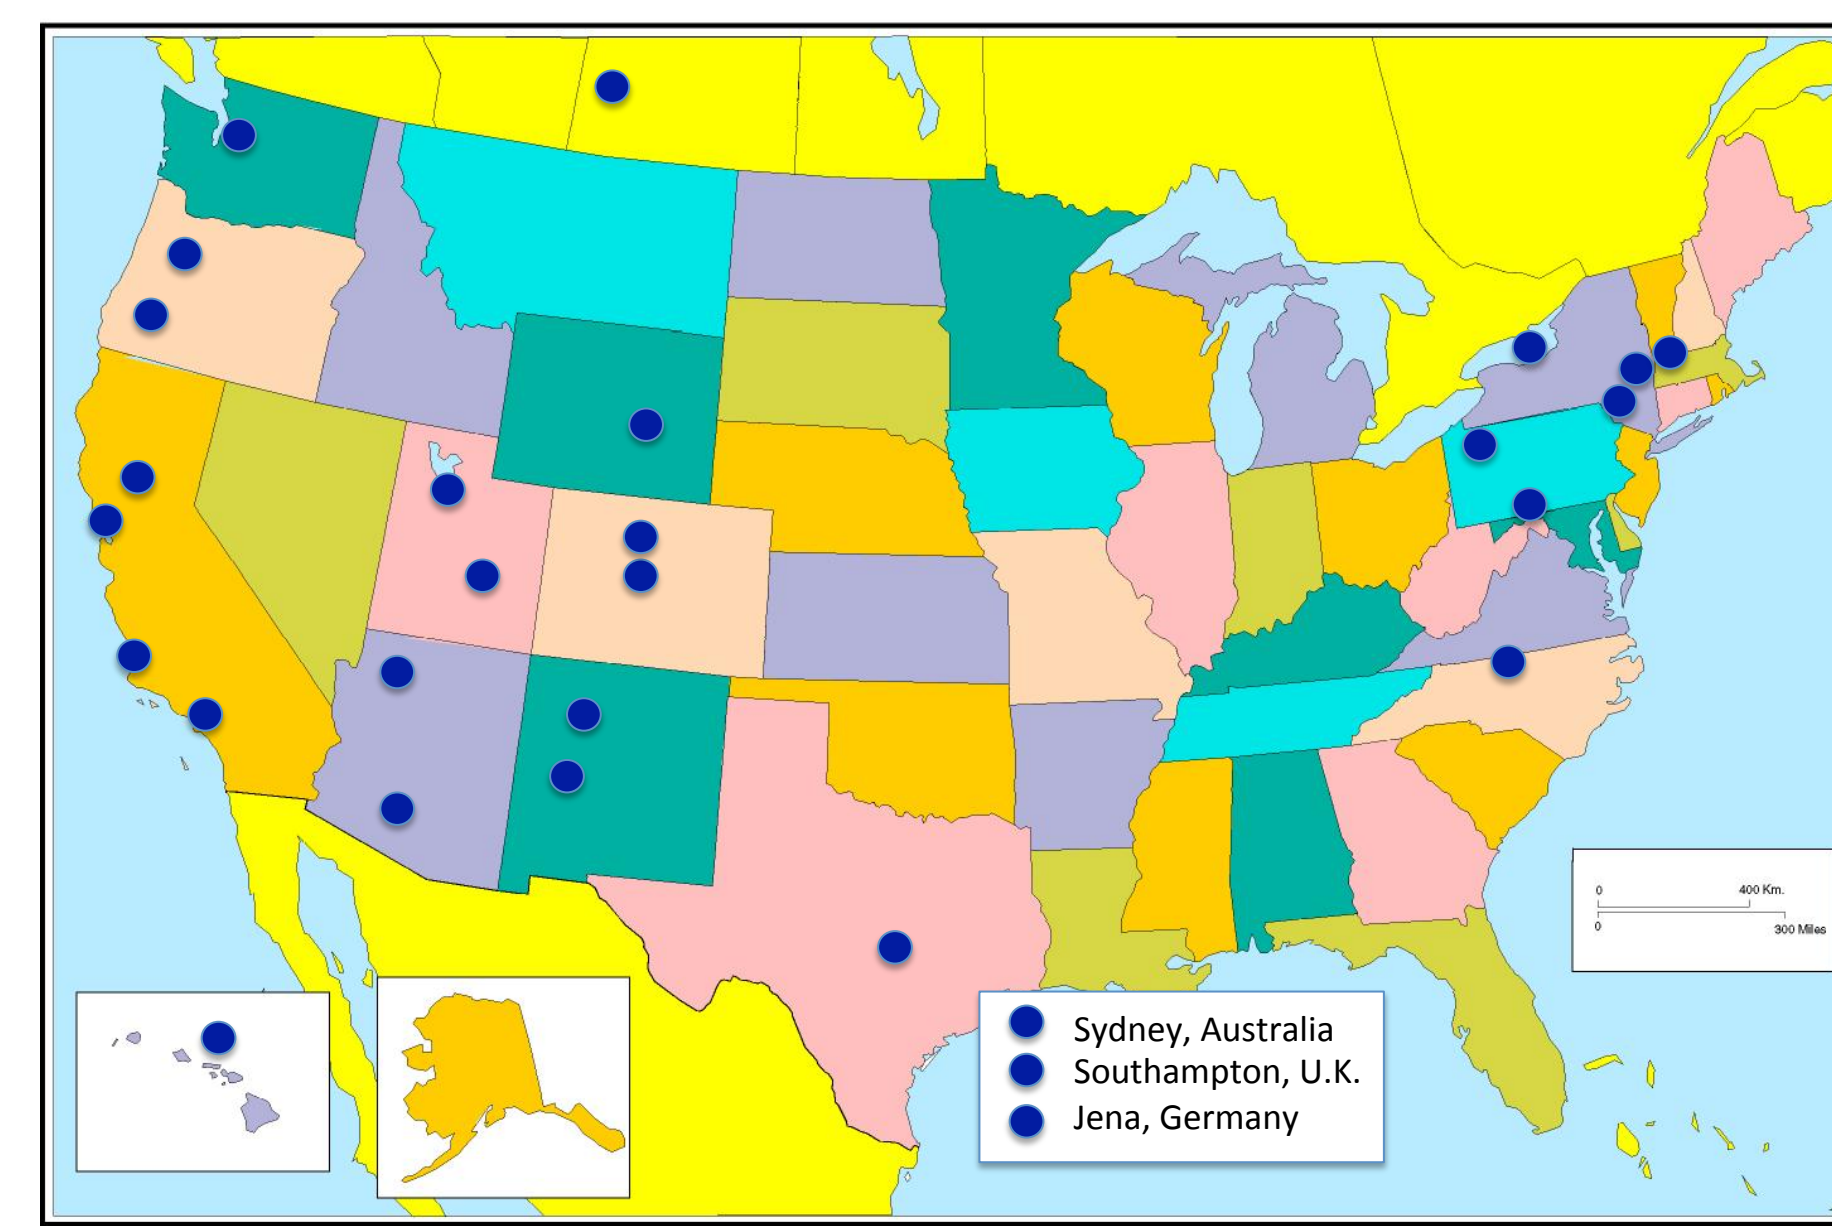 0 400 Km.
0 300 Miles
Sydney, Australia
Southampton, U.K.
Jena, Germany